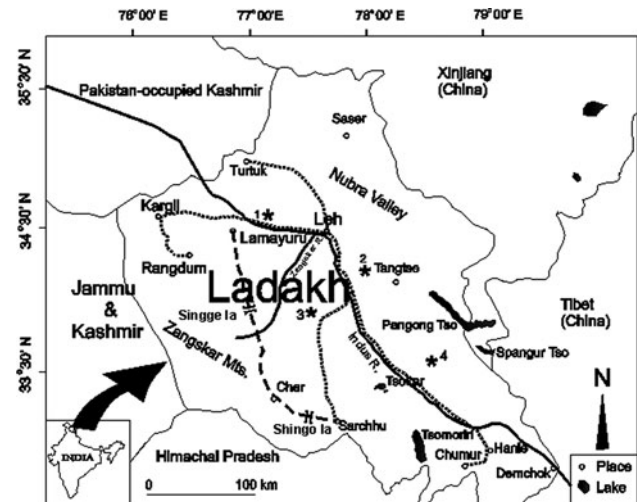 76°00' E
77°00' E
78°00' E
79°00' E
35°30' N
34°30' N
33°30' N
Pakistan-occupied Kashmir
Xinjiang
(China)
Saser
Turtuk
Nubra Valley
Kargil
1
Leh
Lamayuru
Zangskar R.
2
Tangtse
Rangdum
Ladakh
Jammu
&
Kashmir
Singge la
3
Tibet
(China)
Pangong Tso
Spangur Tso
Zangskar Mts.
Indus R.
4
Tsokar
Char
N
Shingo la
Sarchhu
Tsomoriri
Hanle
Chumur
Demchok
INDIA
Himachal Pradesh
0 100 km
Place
Lake